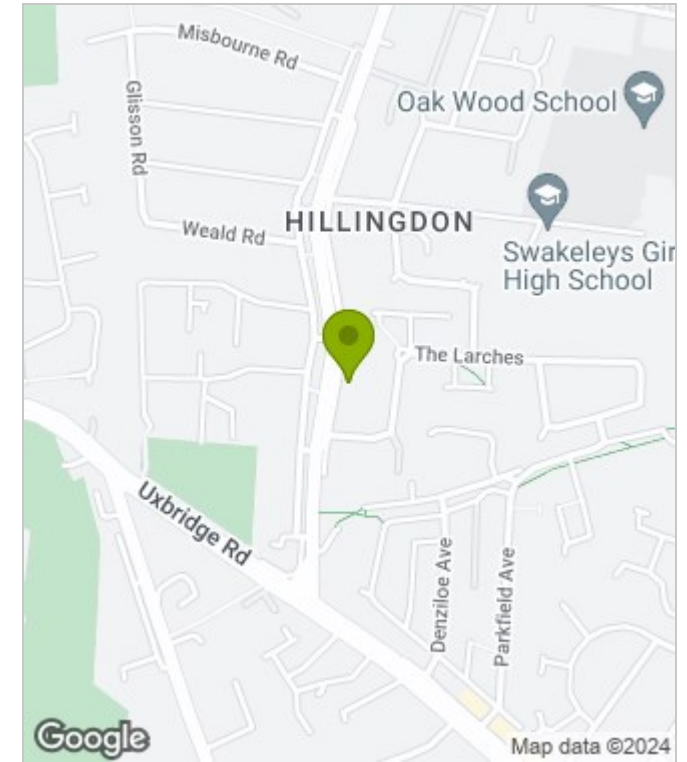 Misbourne Rd
Glisson Rd
Oak Wood School
Weald Rd
HILLINGDON
Swakeleys Gir
High School
The Larches
Uxbridge Rd
Denziloe Ave
Parkfield Ave
Google
Map data ©2024